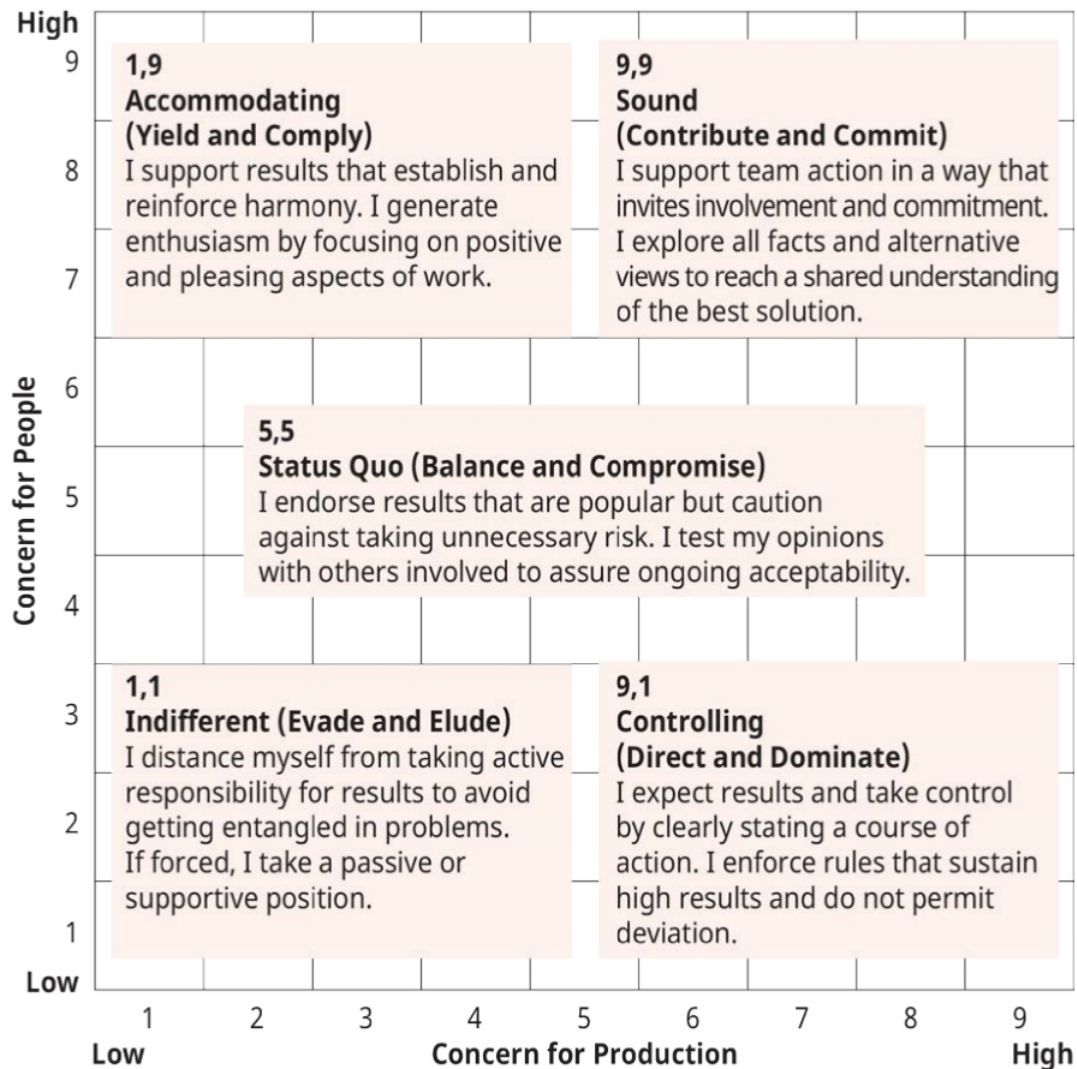 High
9
8
7
6
5
4
3
2
1
Low
Concern for People
1,9
Accommodating
(Yield and Comply)
I support results that establish and
reinforce harmony. I generate
enthusiasm by focusing on positive
and pleasing aspects of work.
9,9
Sound
(Contribute and Commit)
I support team action in a way that
invites involvement and commitment.
I explore all facts and alternative
views to reach a shared understanding
of the best solution.
5,5
Status Quo (Balance and Compromise)
I endorse results that are popular but caution
against taking unnecessary risk. I test my opinions
with others involved to assure ongoing acceptability.
1,1
Indifferent (Evade and Elude)
I distance myself from taking active
responsibility for results to avoid
getting entangled in problems.
If forced, I take a passive or
supportive position.
9,1
Controlling
(Direct and Dominate)
I expect results and take control
by clearly stating a course of
action. I enforce rules that sustain
high results and do not permit
deviation.
1 2 3 4 5 6 7 8 9
Low Concern for Production High